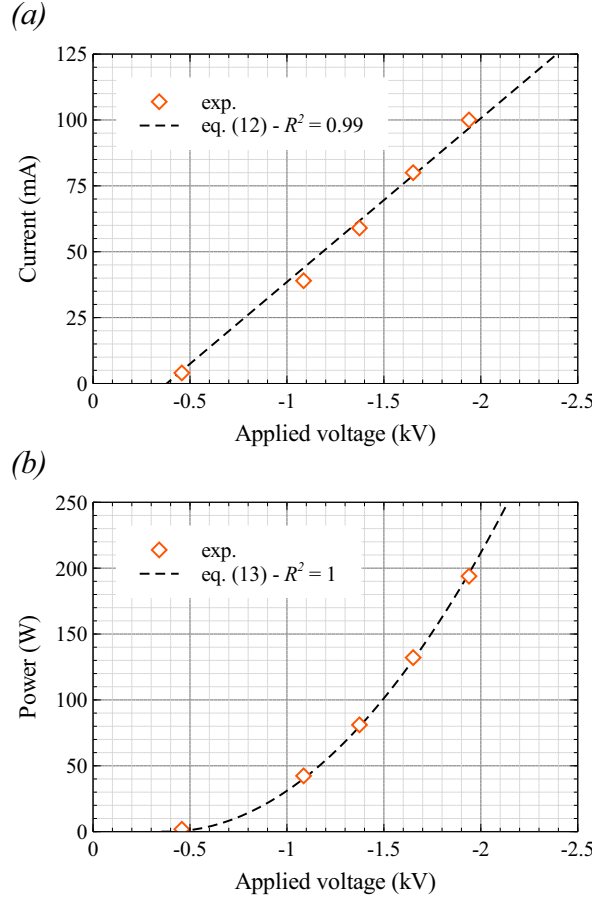 (a)
125
100
75
50
25
0
Current (mA)
exp.
eq. (12) - R² = 0.99
0 -0.5 -1 -1.5 -2 -2.5
Applied voltage (kV)
(b)
250
200
150
100
50
0
Power (W)
exp.
eq. (13) - R² = 1
0 -0.5 -1 -1.5 -2 -2.5
Applied voltage (kV)